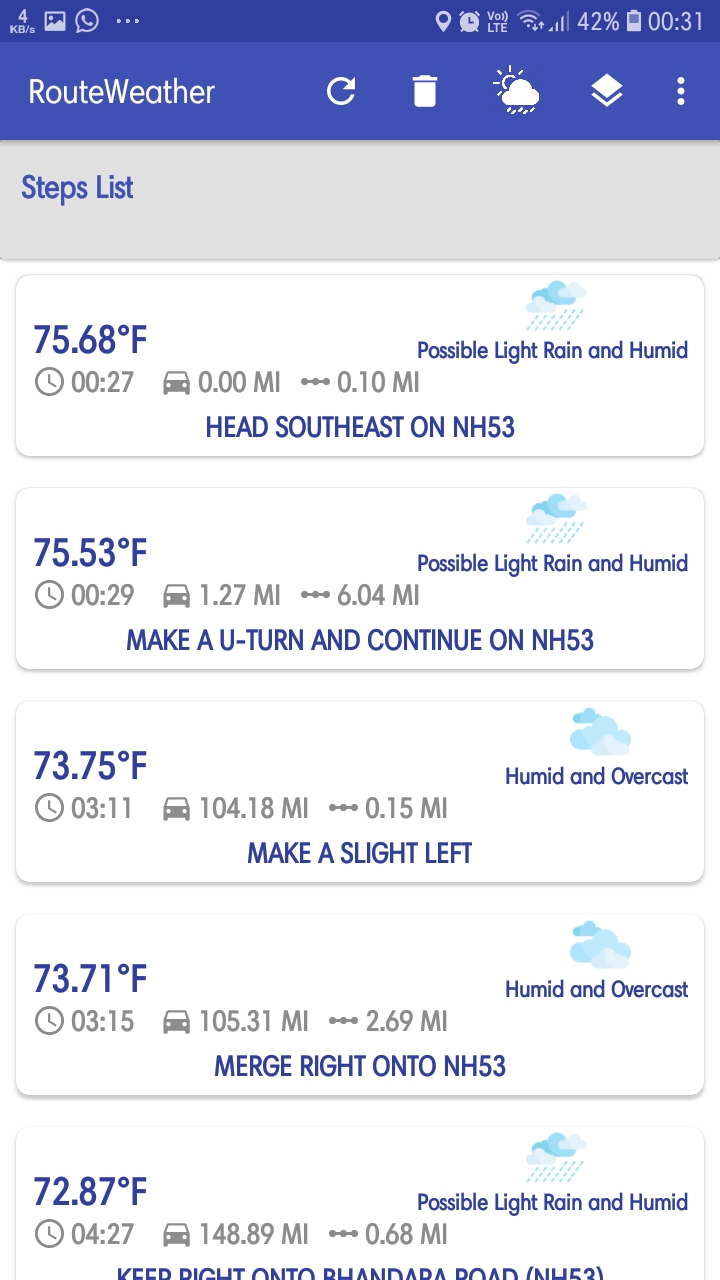 4
KB/s
Vo))
LTE
42%
00:31
RouteWeather
Steps List
75.68°F
Possible Light Rain and Humid
00:27 0.00 MI 0.10 MI
HEAD SOUTHEAST ON NH53
75.53°F
Possible Light Rain and Humid
00:29 1.27 MI 6.04 MI
MAKE A U-TURN AND CONTINUE ON NH53
73.75°F
Humid and Overcast
03:11 104.18 MI 0.15 MI
MAKE A SLIGHT LEFT
73.71°F
Humid and Overcast
03:15 105.31 MI 2.69 MI
MERGE RIGHT ONTO NH53
72.87°F
Possible Light Rain and Humid
04:27 148.89 MI 0.68 MI
KEEP RIGHT ONTO BHANDARA ROAD (NH53)